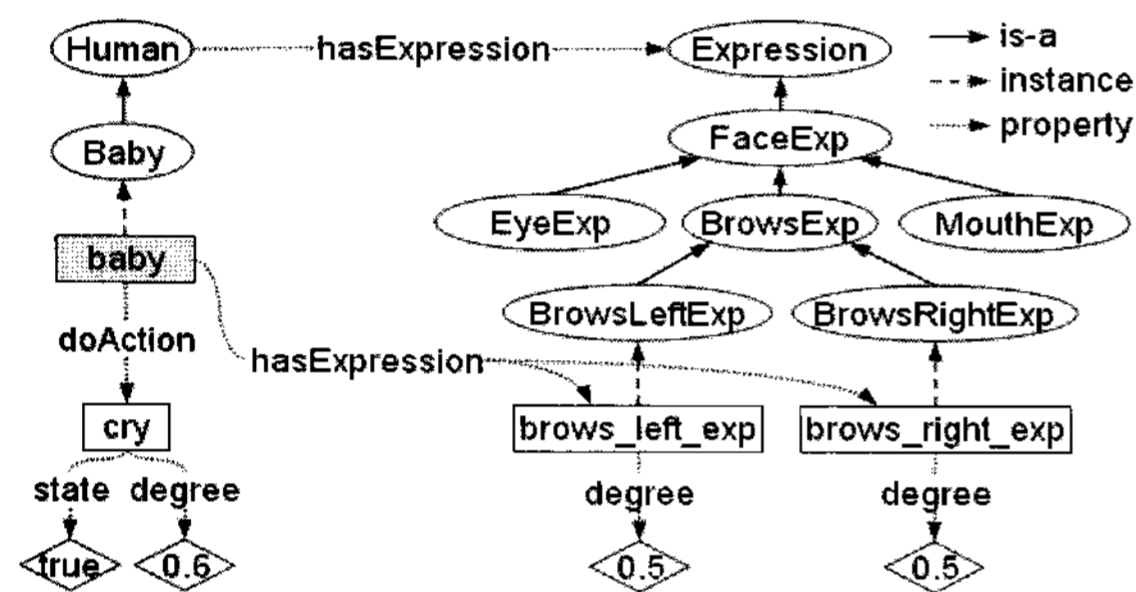 Human hasExpression Expression
is-a
instance
property
Baby
FaceExp
EyeExp BrowsExp MouthExp
baby
BrowsLeftExp BrowsRightExp
doAction
hasExpression
cry
brows_left_exp brows_right_exp
state degree
degree degree
true 0.6
0.5 0.5